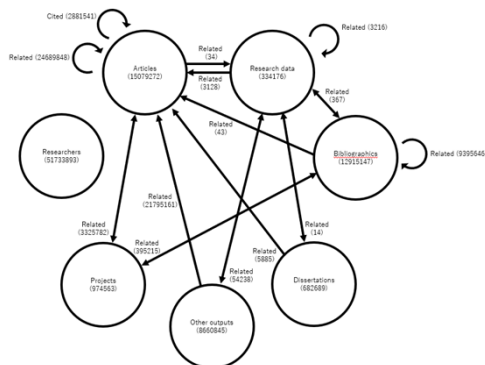 Cited (2881541)
Related (3216)
Related (24689848)
Related
(34)
Articles
(15079272)
Research data
(334176)
Related
(3128)
Related
(367)
Related
(43)
Researchers
(51733893)
Bibliographics
(12915147)
Related (9395646
Related
(21795161)
Related
(3325782)
Related
(395215)
Related
(14)
Related
(5885)
Related
(54238)
Projects
(974563)
Dissertations
(682689)
Other outputs
(8660845)